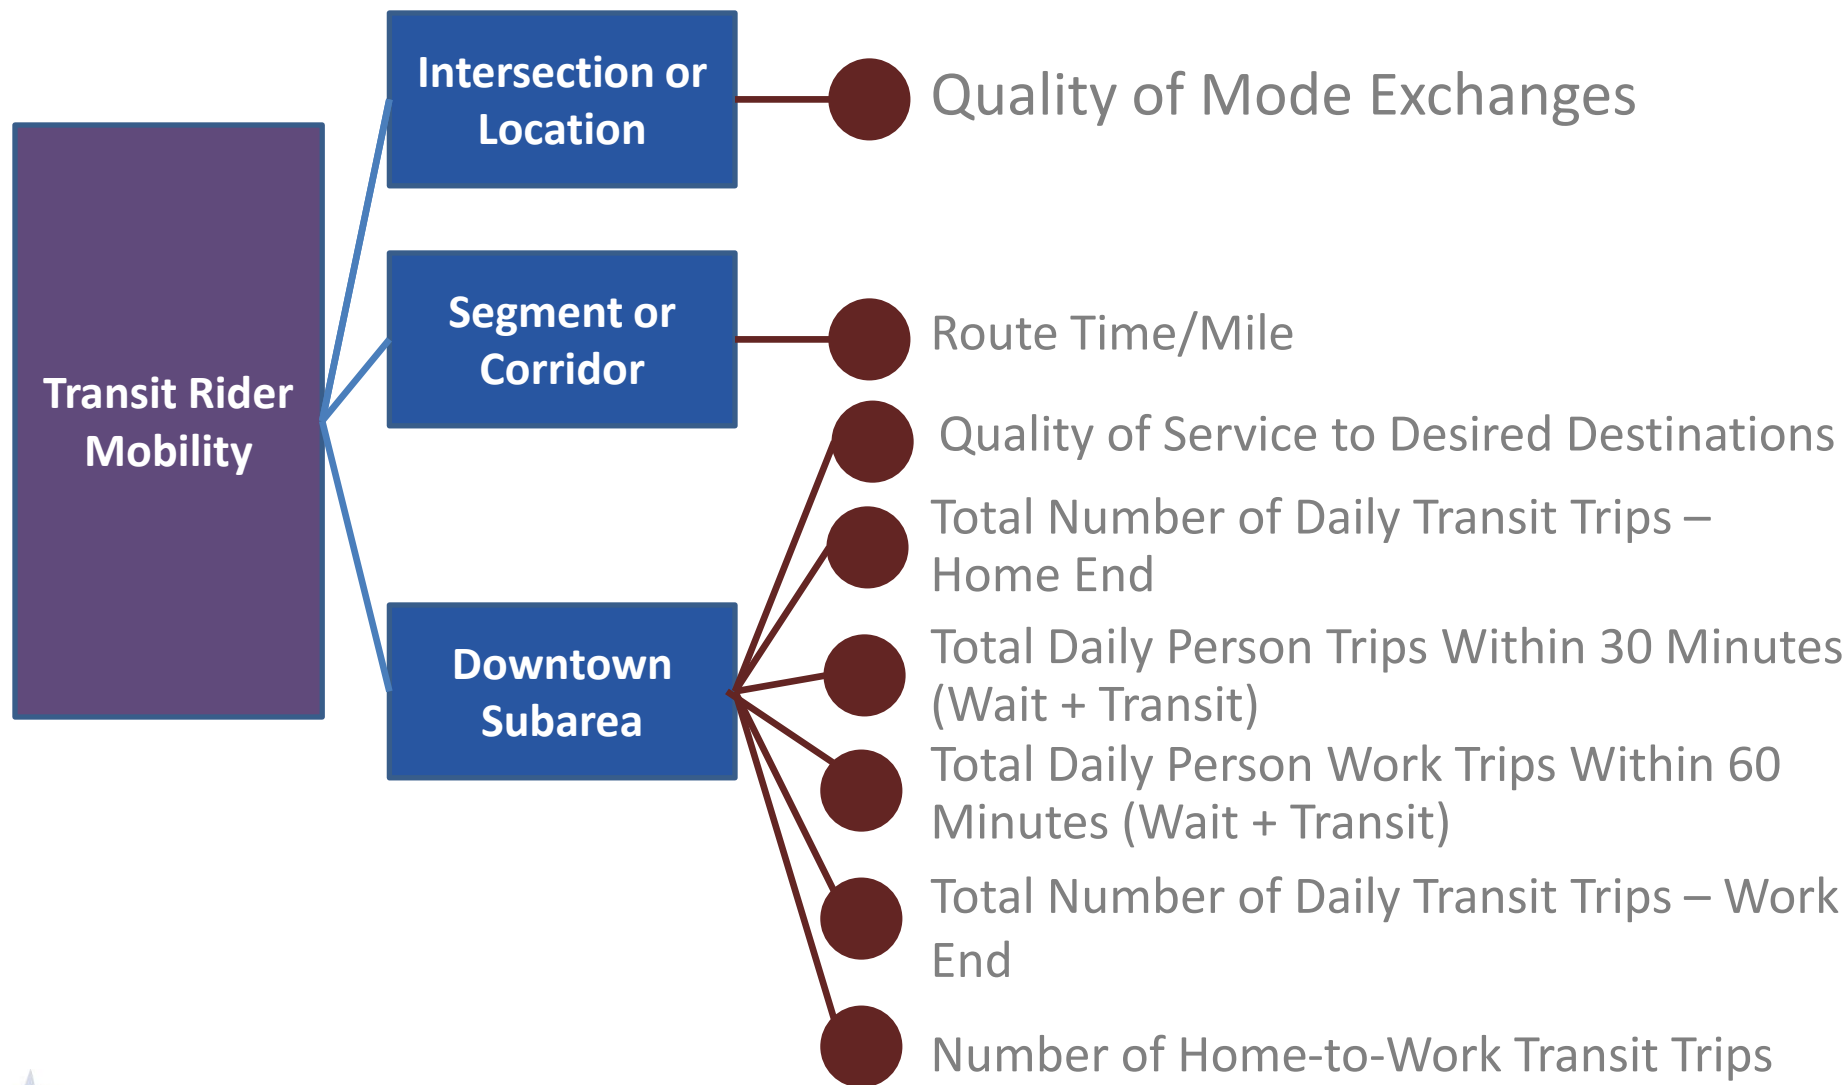 Transit Rider
Mobility
Intersection or
Location
Quality of Mode Exchanges
Segment or
Corridor
Route Time/Mile
Downtown
Subarea
Quality of Service to Desired Destinations
Total Number of Daily Transit Trips –
Home End
Total Daily Person Trips Within 30 Minutes
(Wait + Transit)
Total Daily Person Work Trips Within 60
Minutes (Wait + Transit)
Total Number of Daily Transit Trips – Work
End
Number of Home-to-Work Transit Trips